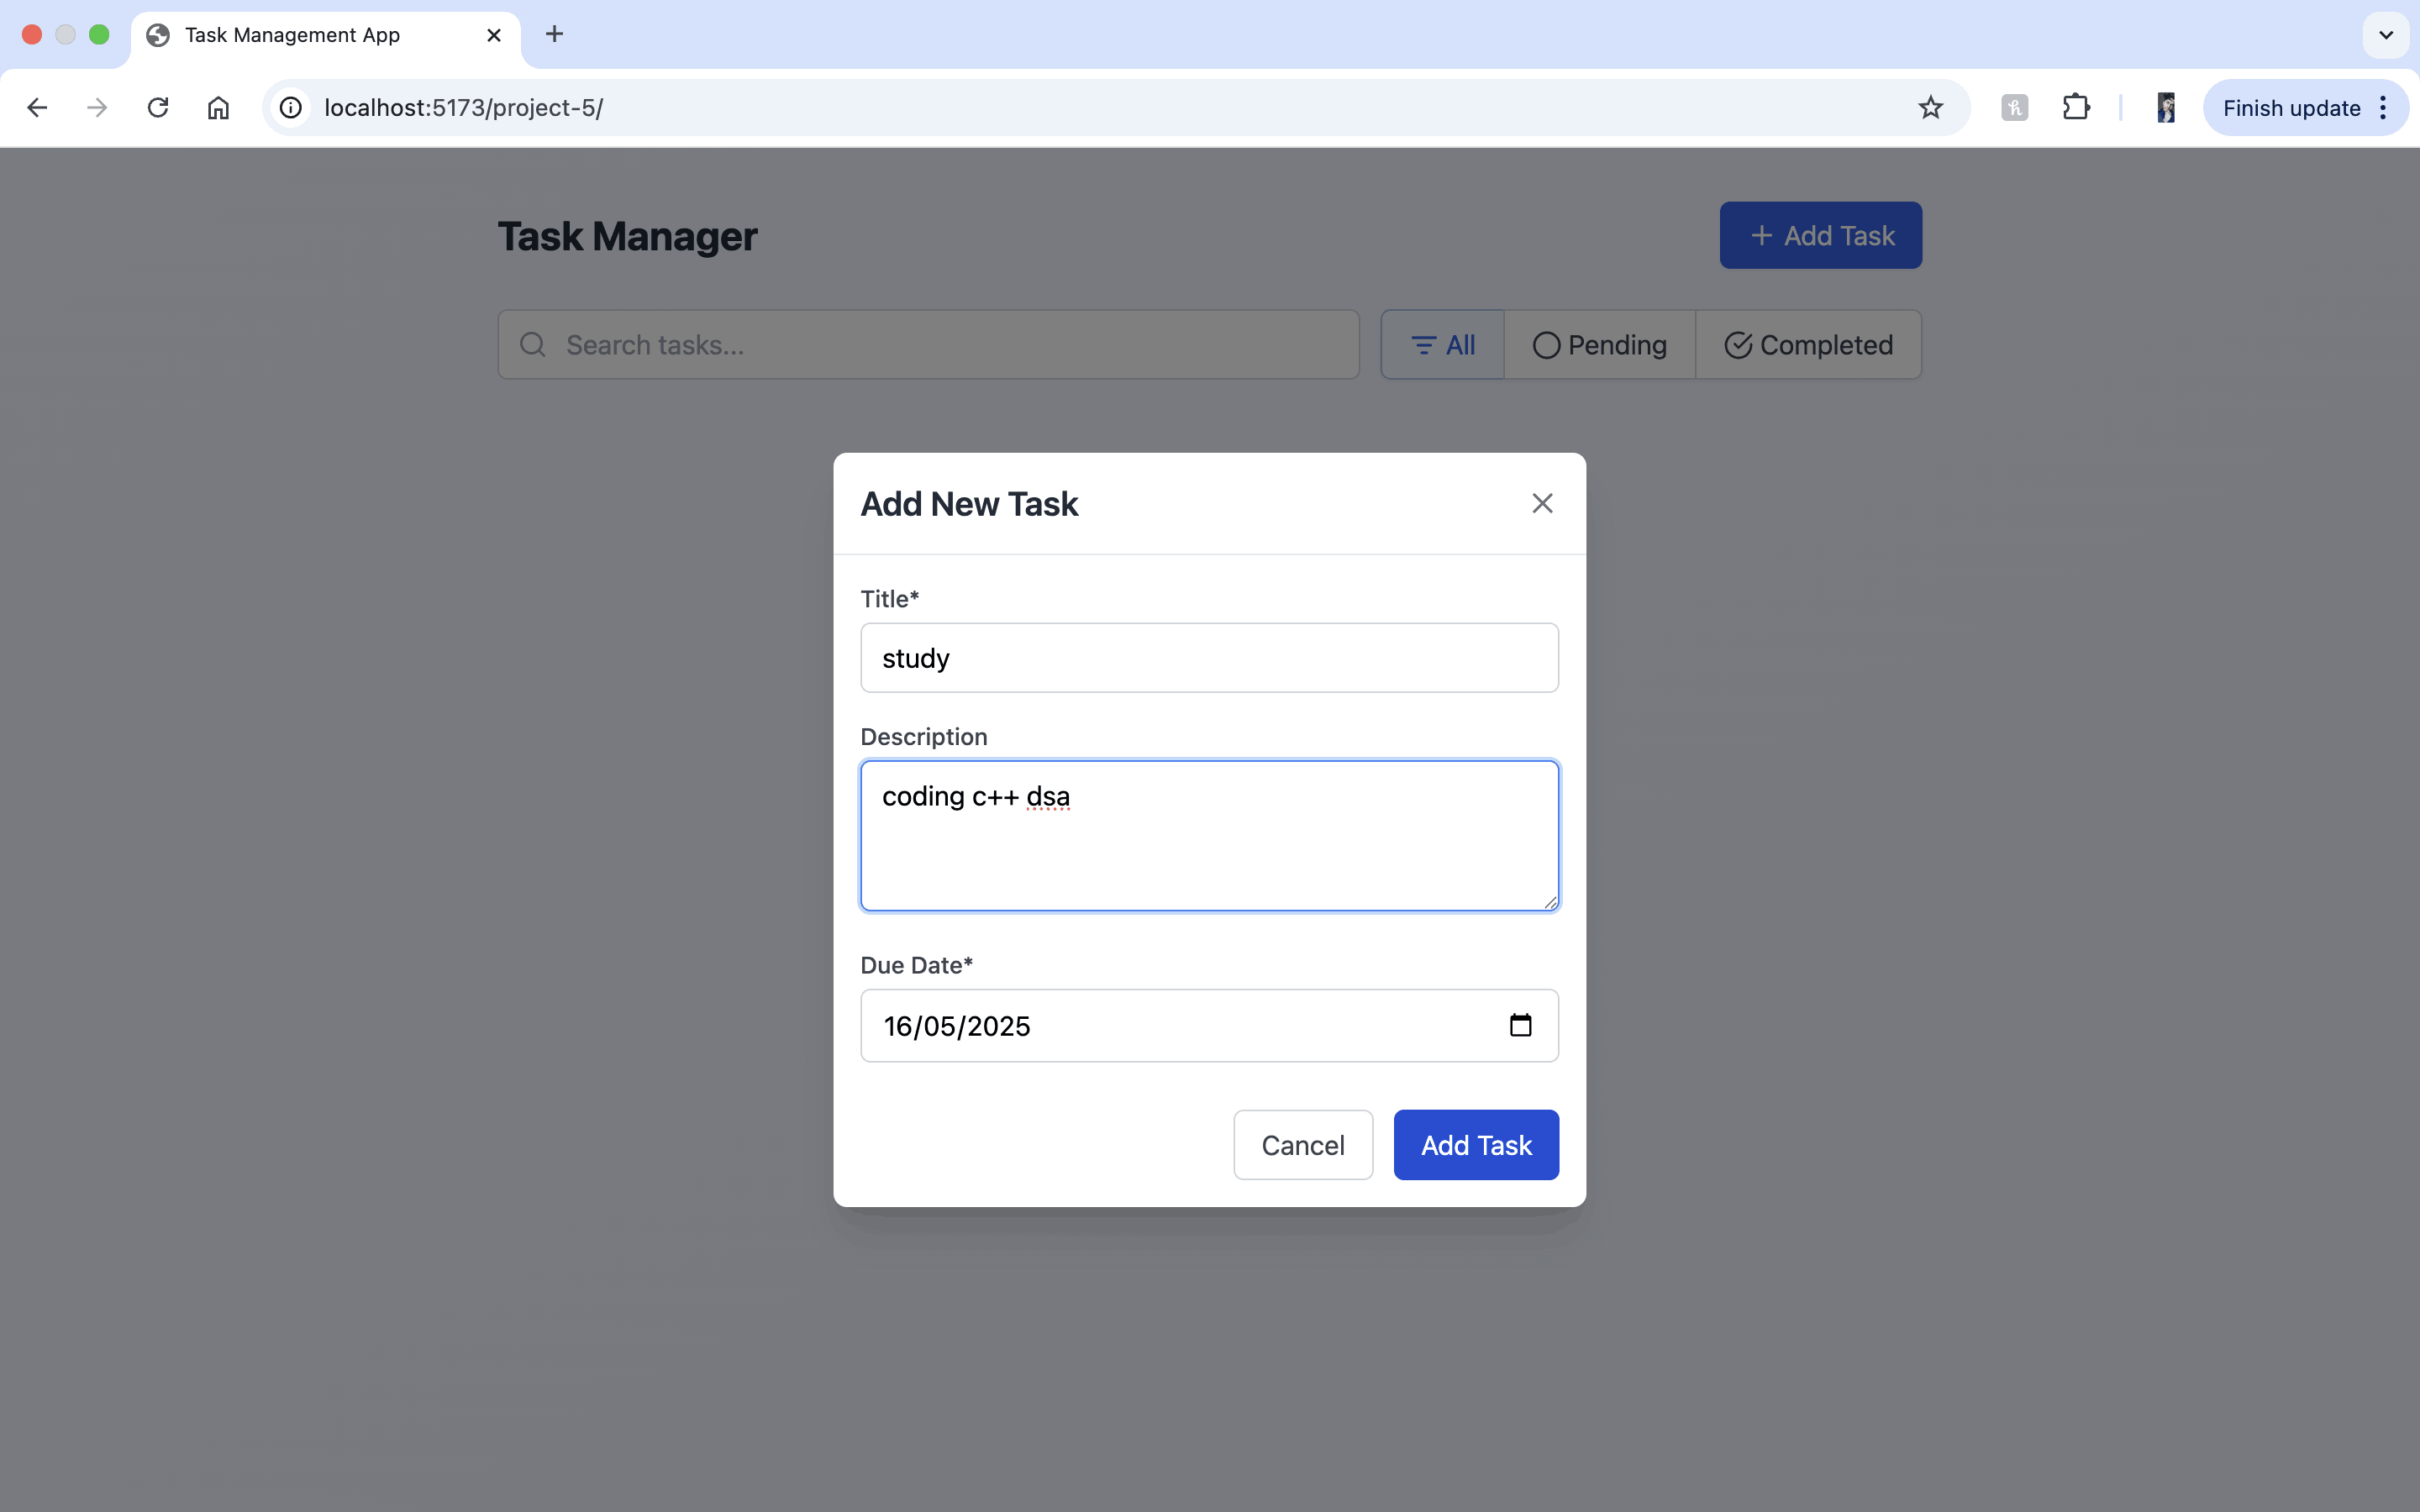 Task Management App
localhost:5173/project-5/
Finish update
Task Manager
+ Add Task
Search tasks...
All
Pending
Completed
Add New Task
Title*
study
Description
coding c++ dsa
Due Date*
16/05/2025
Cancel
Add Task